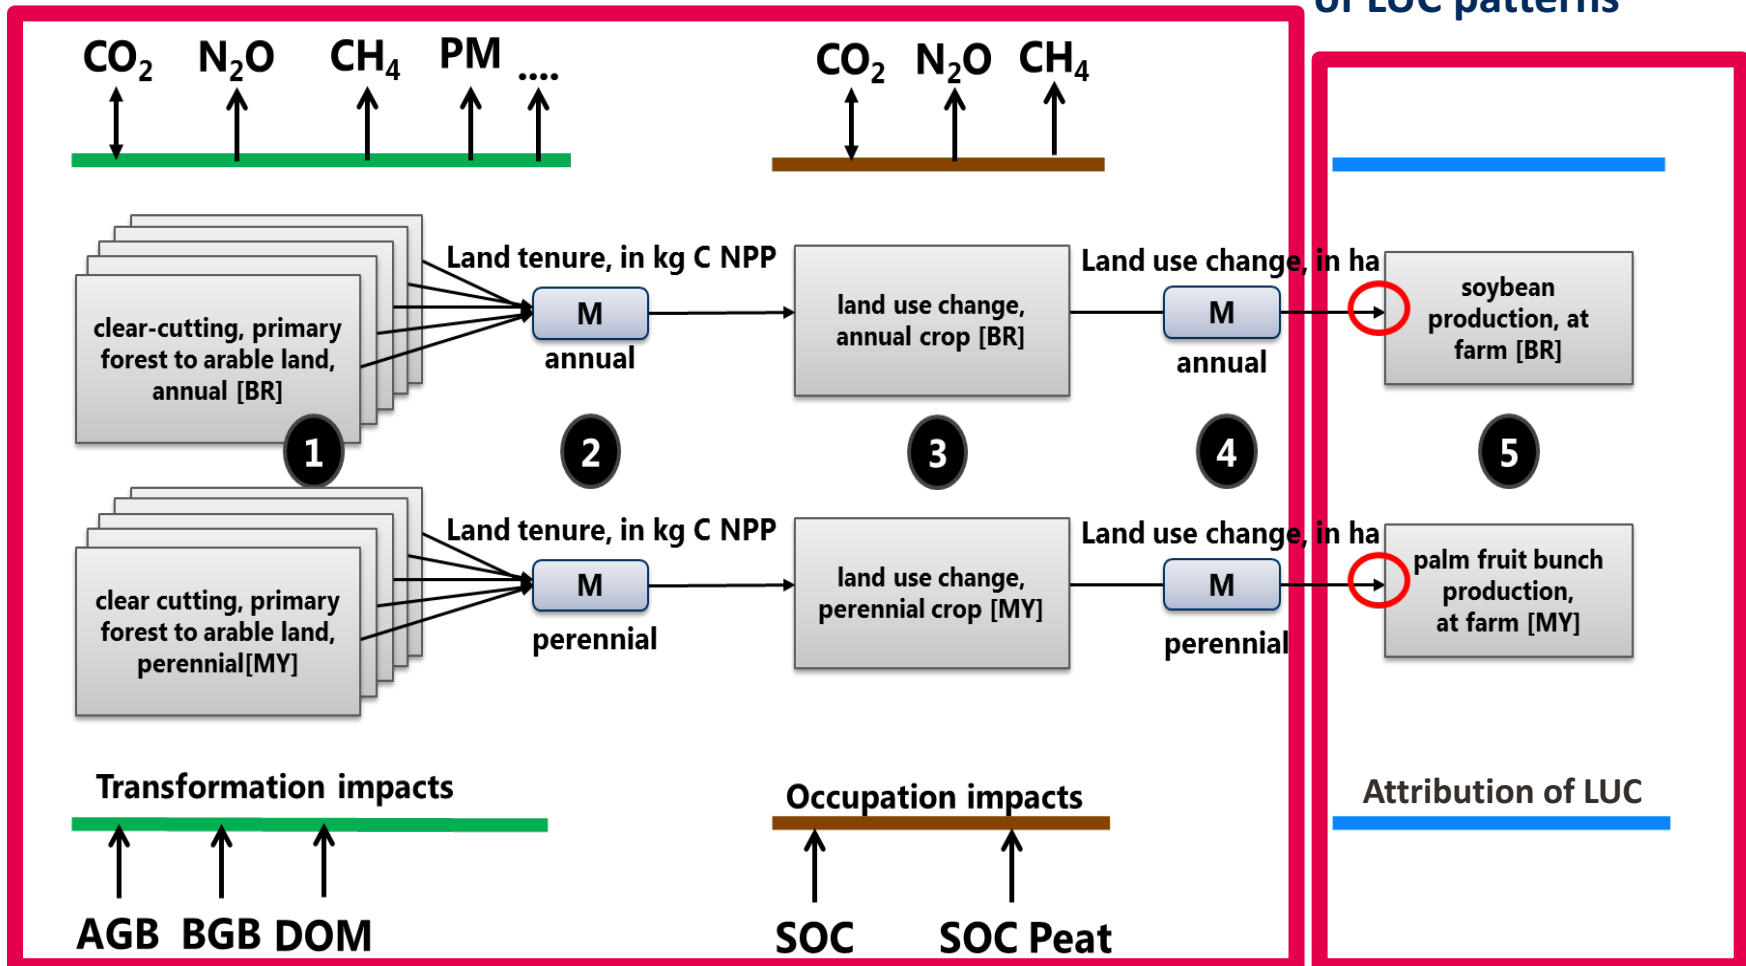 of LUC patterns
CO2 N2O CH4 PM ....
CO2 N2O CH4
Land tenure, in kg C NPP
Land use change, in ha
clear-cutting, primary
forest to arable land,
annual [BR]
M
annual
land use change,
annual crop [BR]
M
annual
soybean
production, at
farm [BR]
1
2
3
4
5
Land tenure, in kg C NPP
Land use change, in ha
clear cutting, primary
forest to arable land,
perennial[MY]
M
perennial
land use change,
perennial crop [MY]
M
perennial
palm fruit bunch
production,
at farm [MY]
Transformation impacts
Occupation impacts
Attribution of LUC
AGB BGB DOM
SOC SOC Peat